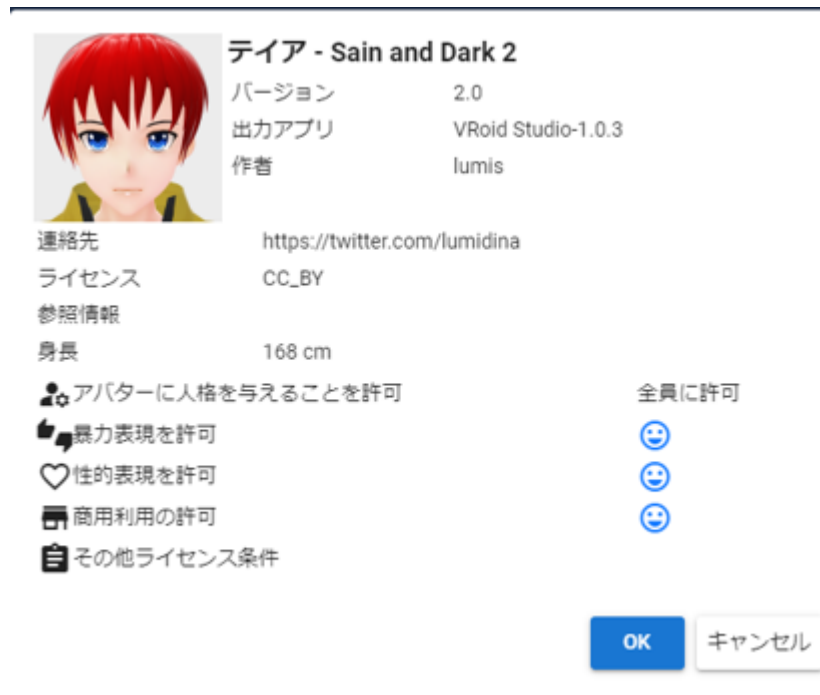 テイア - Sain and Dark 2
バージョン 2.0
出力アプリ VRoid Studio-1.0.3
作者 lumis
連絡先 https://twitter.com/lumidina
ライセンス CC_BY
参照情報
身長 168 cm
アバターに人格を与えることを許可 全員に許可
暴力表現を許可
性的表現を許可
商用利用の許可
その他ライセンス条件
OK キャンセル